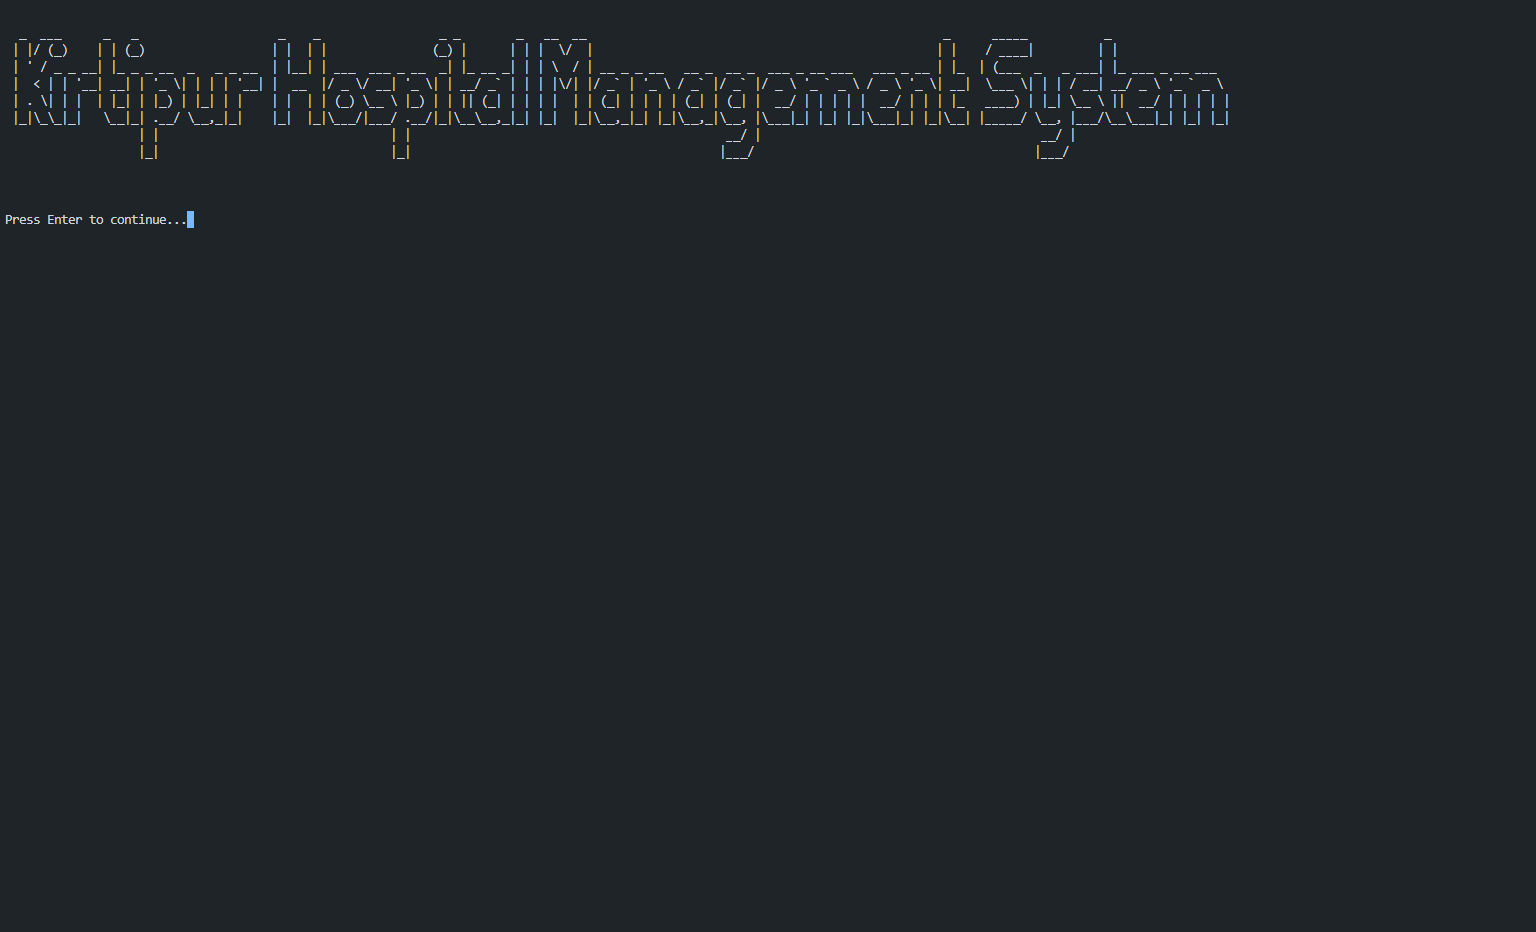 Kirtipur Hospital Management System
Press Enter to continue...